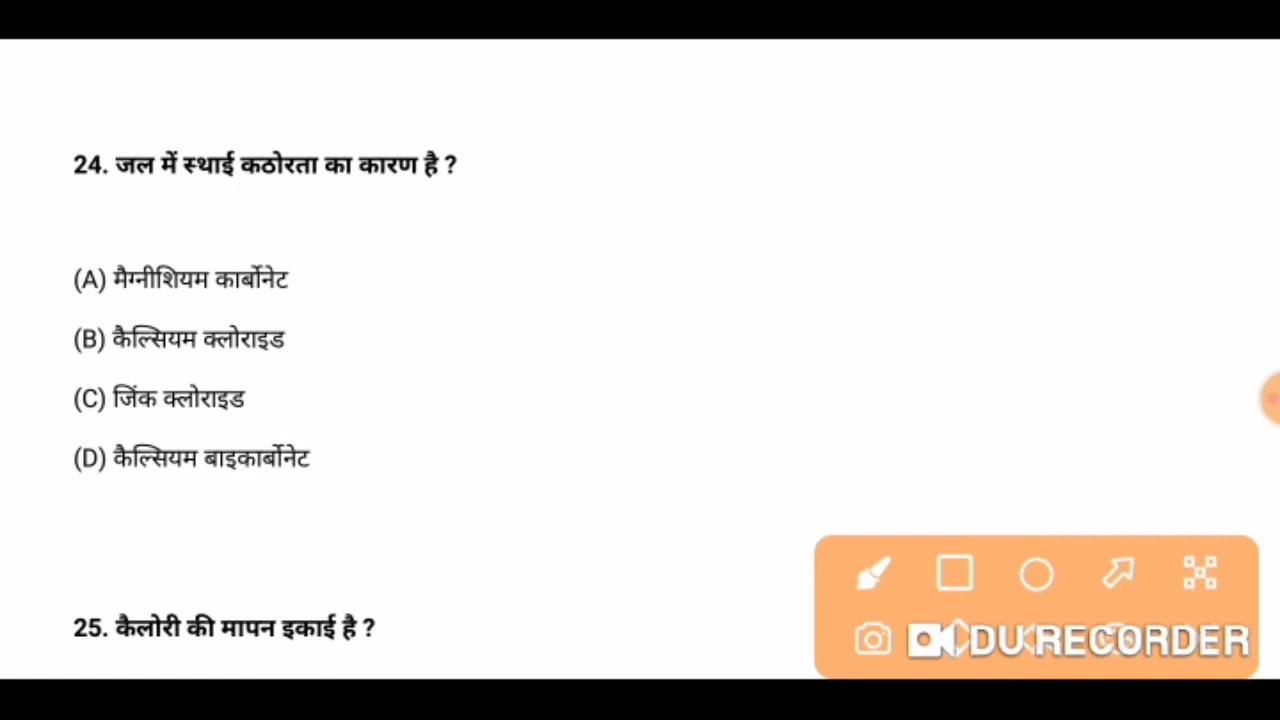 24. जल में स्थाई कठोरता का कारण है ?
(A) मैग्नीशियम कार्बोनेट
(B) कैल्सियम क्लोराइड
(C) जिंक क्लोराइड
(D) कैल्सियम बाइकार्बोनेट
25. कैलोरी की मापन इकाई है ?
DU RECORDER